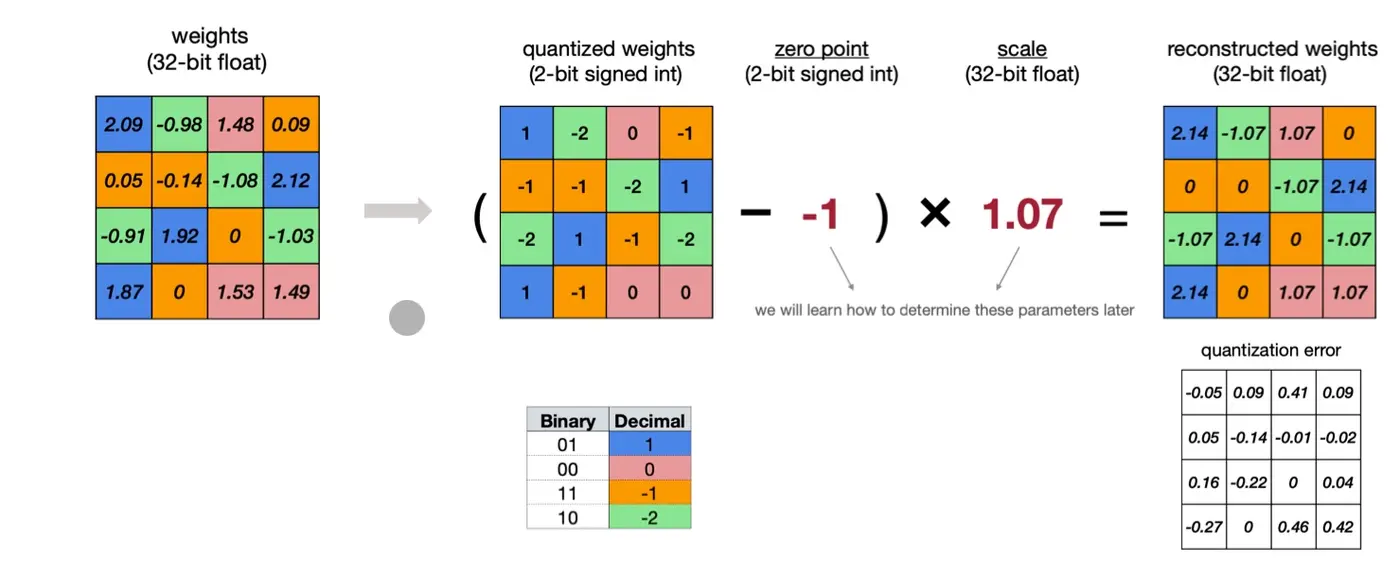 weights
(32-bit float)
2.09 -0.98 1.48 0.09
0.05 -0.14 -1.08 2.12
-0.91 1.92 0 -1.03
1.87 0 1.53 1.49
quantized weights
(2-bit signed int)
(
1 -2 0 -1
-1 -1 -2 1
-2 1 -1 -2
1 -1 0 0
zero point
(2-bit signed int)
− -1 ) ×
scale
(32-bit float)
1.07 =
we will learn how to determine these parameters later
reconstructed weights
(32-bit float)
2.14 -1.07 1.07 0
0 0 -1.07 2.14
-1.07 2.14 0 -1.07
2.14 0 1.07 1.07
Binary Decimal
01 1
00 0
11 -1
10 -2
quantization error
-0.05 0.09 0.41 0.09
0.05 -0.14 -0.01 -0.02
0.16 -0.22 0 0.04
-0.27 0 0.46 0.42